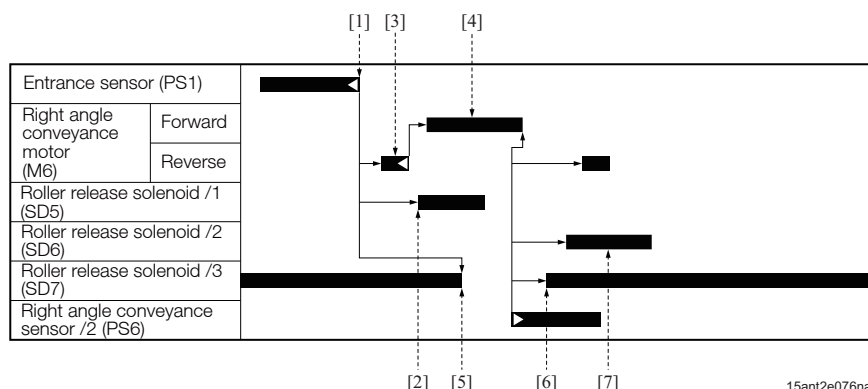 [1] [3] [4]
Entrance sensor (PS1)
Right angle
conveyance
motor
(M6)
Forward
Reverse
Roller release solenoid /1
(SD5)
Roller release solenoid /2
(SD6)
Roller release solenoid /3
(SD7)
Right angle conveyance
sensor /2 (PS6)
[2] [5] [6] [7]
15ant2e076na